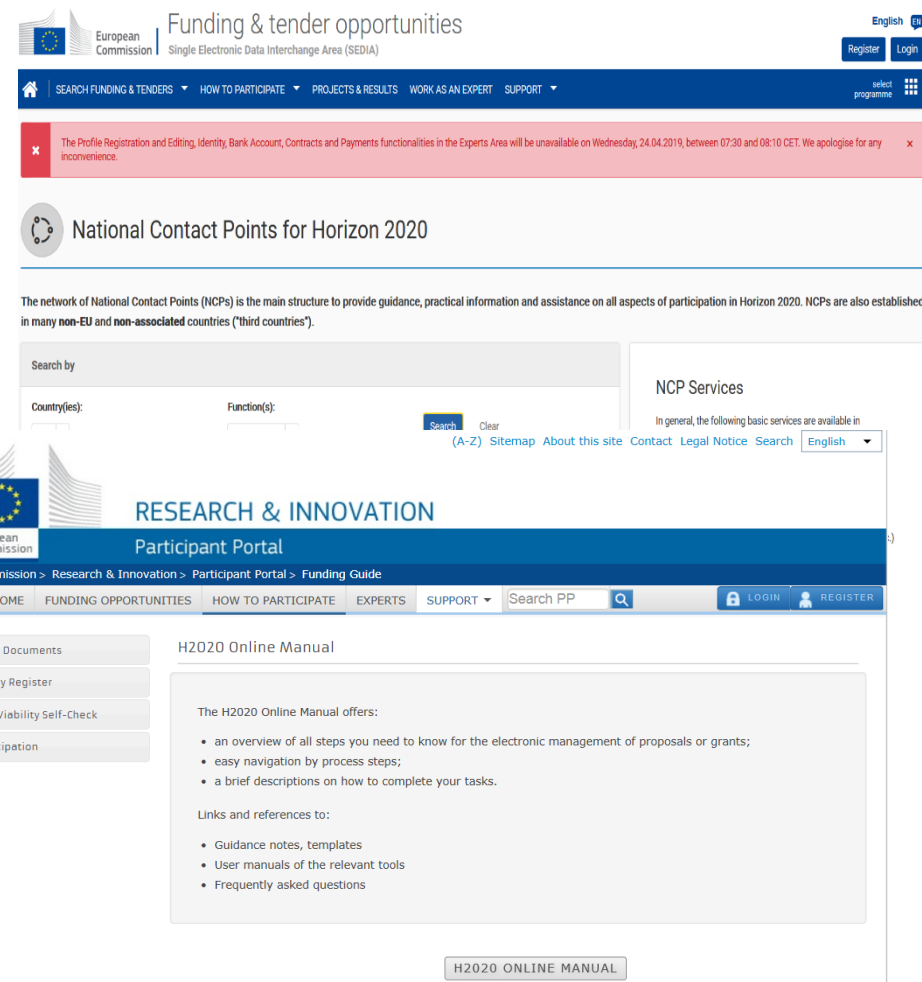 Funding & tender opportunities
European
Commission
Single Electronic Data Interchange Area (SEDIA)
English EN
Register Login
SEARCH FUNDING & TENDERS HOW TO PARTICIPATE PROJECTS & RESULTS WORK AS AN EXPERT SUPPORT
select
programme
The Profile Registration and Editing, Identity, Bank Account, Contracts and Payments functionalities in the Experts Area will be unavailable on Wednesday, 24.04.2019, between 07:30 and 08:10 CET. We apologise for any
inconvenience.
National Contact Points for Horizon 2020
The network of National Contact Points (NCPs) is the main structure to provide guidance, practical information and assistance on all aspects of participation in Horizon 2020. NCPs are also established
in many non-EU and non-associated countries ("third countries").
Search by
Country(ies): Function(s):
Search Clear
NCP Services
In general, the following basic services are available in
(A-Z) Sitemap About this site Contact Legal Notice Search English
RESEARCH & INNOVATION
ean
nission
Participant Portal
s.)
mission > Research & Innovation > Participant Portal > Funding Guide
OME FUNDING OPPORTUNITIES HOW TO PARTICIPATE EXPERTS SUPPORT Search PP LOGIN REGISTER
Documents
y Register
Viability Self-Check
ipation
H2020 Online Manual
The H2020 Online Manual offers:
• an overview of all steps you need to know for the electronic management of proposals or grants;
• easy navigation by process steps;
• a brief descriptions on how to complete your tasks.
Links and references to:
• Guidance notes, templates
• User manuals of the relevant tools
• Frequently asked questions
H2020 ONLINE MANUAL